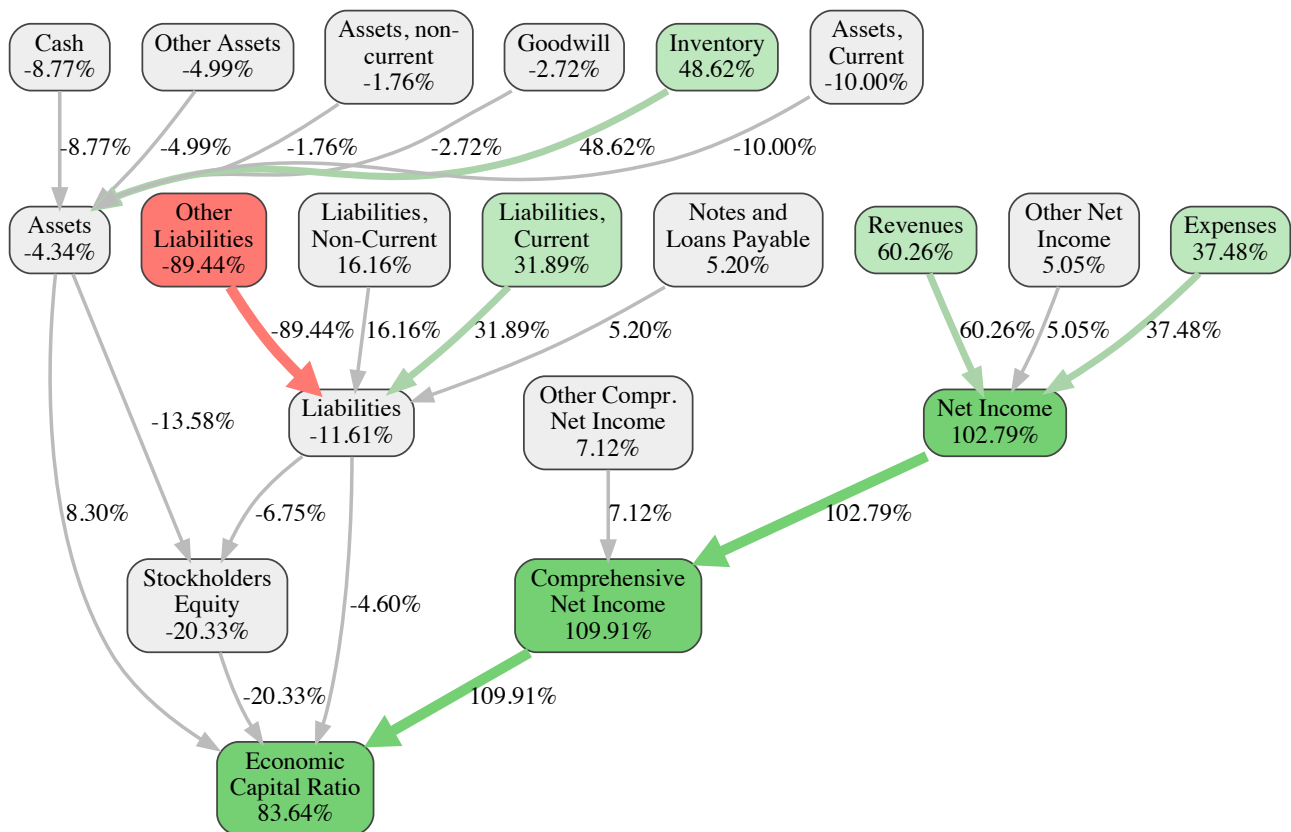 Cash
-8.77%
Other Assets
-4.99%
Assets, non-
current
-1.76%
Goodwill
-2.72%
Inventory
48.62%
Assets,
Current
-10.00%
-8.77%
-4.99%
-1.76%
-2.72%
48.62%
-10.00%
Assets
-4.34%
Other
Liabilities
-89.44%
Liabilities,
Non-Current
16.16%
Liabilities,
Current
31.89%
Notes and
Loans Payable
5.20%
Revenues
60.26%
Other Net
Income
5.05%
Expenses
37.48%
-89.44%
16.16%
31.89%
5.20%
60.26%
5.05%
37.48%
Liabilities
-11.61%
Other Compr.
Net Income
7.12%
Net Income
102.79%
-13.58%
8.30%
-6.75%
7.12%
102.79%
Stockholders
Equity
-20.33%
-4.60%
Comprehensive
Net Income
109.91%
-20.33%
109.91%
Economic
Capital Ratio
83.64%